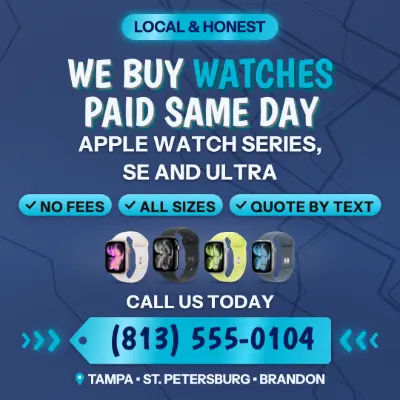 LOCAL & HONEST
WE BUY WATCHES
PAID SAME DAY
APPLE WATCH SERIES,
SE AND ULTRA
✓ NO FEES ✓ ALL SIZES ✓ QUOTE BY TEXT
CALL US TODAY
(813) 555-0104
TAMPA • ST. PETERSBURG • BRANDON